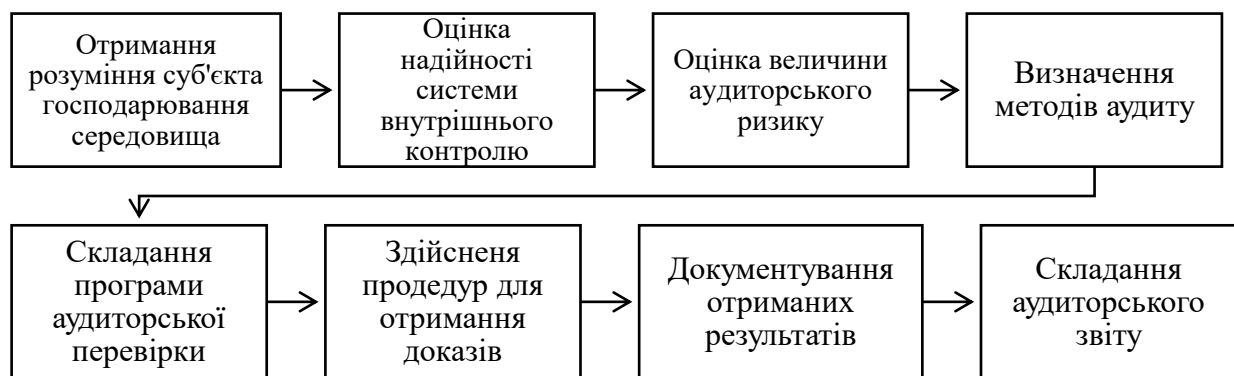 Отримання
розуміння суб'єкта
господарювання
середовища
Оцінка
надійності
системи
внутрішнього
контролю
Оцінка величини
аудиторського
ризику
Визначення
методів аудиту
Складання
програми
аудиторської
перевірки
Здійсненя
продедур для
отримання
доказів
Документування
отриманих
результатів
Складання
аудиторського
звіту